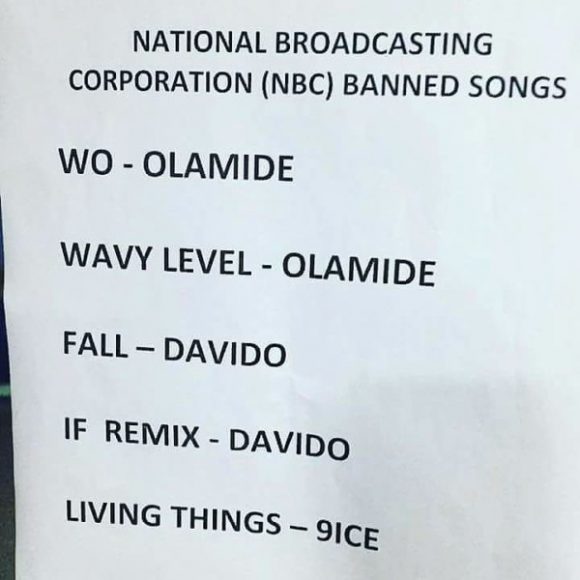 NATIONAL BROADCASTING
CORPORATION (NBC) BANNED SONGS
WO - OLAMIDE
WAVY LEVEL - OLAMIDE
FALL – DAVIDO
IF REMIX - DAVIDO
LIVING THINGS – 9ICE